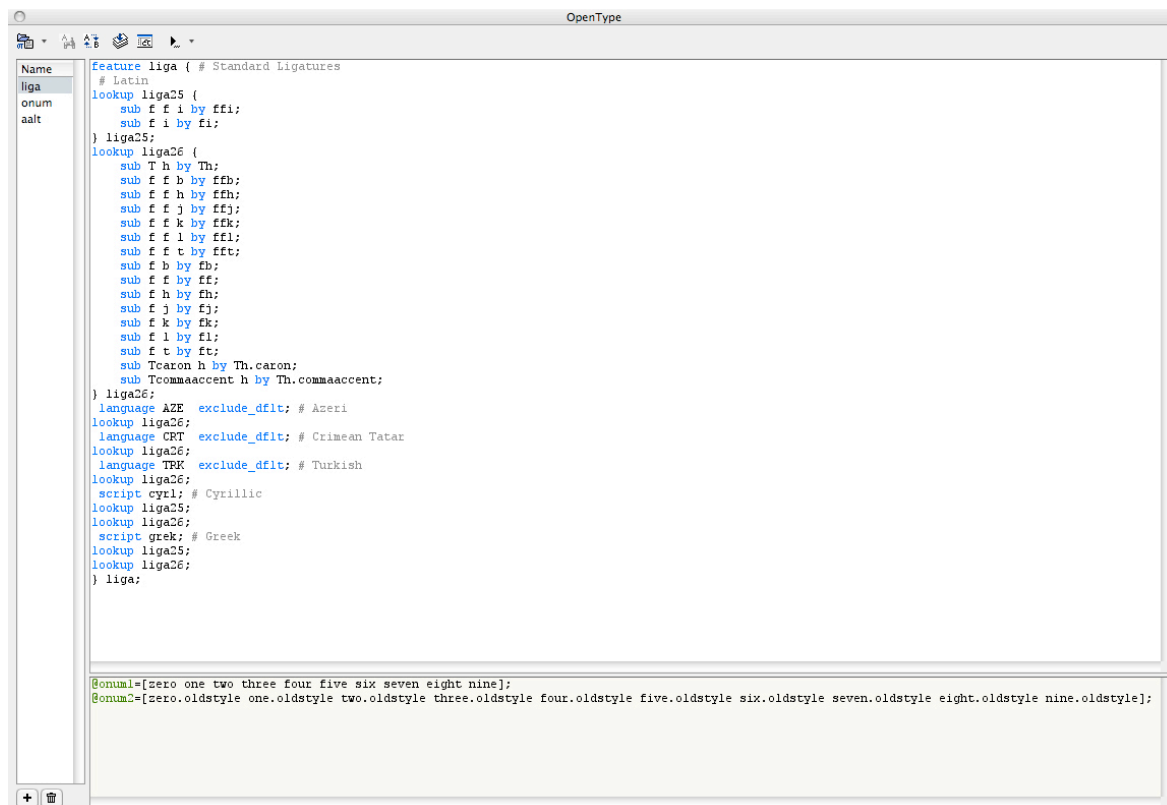 OpenType
Name
liga
onum
aalt
feature liga { # Standard Ligatures
# Latin
lookup liga25 {
sub f f i by ffi;
sub f i by fi;
} liga25;
lookup liga26 {
sub T h by Th;
sub f f b by ffb;
sub f f h by ffh;
sub f f j by ffj;
sub f f k by ffk;
sub f f l by ffl;
sub f f t by fft;
sub f b by fb;
sub f f by ff;
sub f h by fh;
sub f j by fj;
sub f k by fk;
sub f l by fl;
sub f t by ft;
sub Tcaron h by Th.caron;
sub Tcommaaccent h by Th.commaaccent;
} liga26;
language AZE exclude_dflt; # Azeri
lookup liga26;
language CRT exclude_dflt; # Crimean Tatar
lookup liga26;
language TRK exclude_dflt; # Turkish
lookup liga26;
script cyrl; # Cyrillic
lookup liga25;
lookup liga26;
script grek; # Greek
lookup liga25;
lookup liga26;
} liga;
@onum1=[zero one two three four five six seven eight nine];
@onum2=[zero.oldstyle one.oldstyle two.oldstyle three.oldstyle four.oldstyle five.oldstyle six.oldstyle seven.oldstyle eight.oldstyle nine.oldstyle];